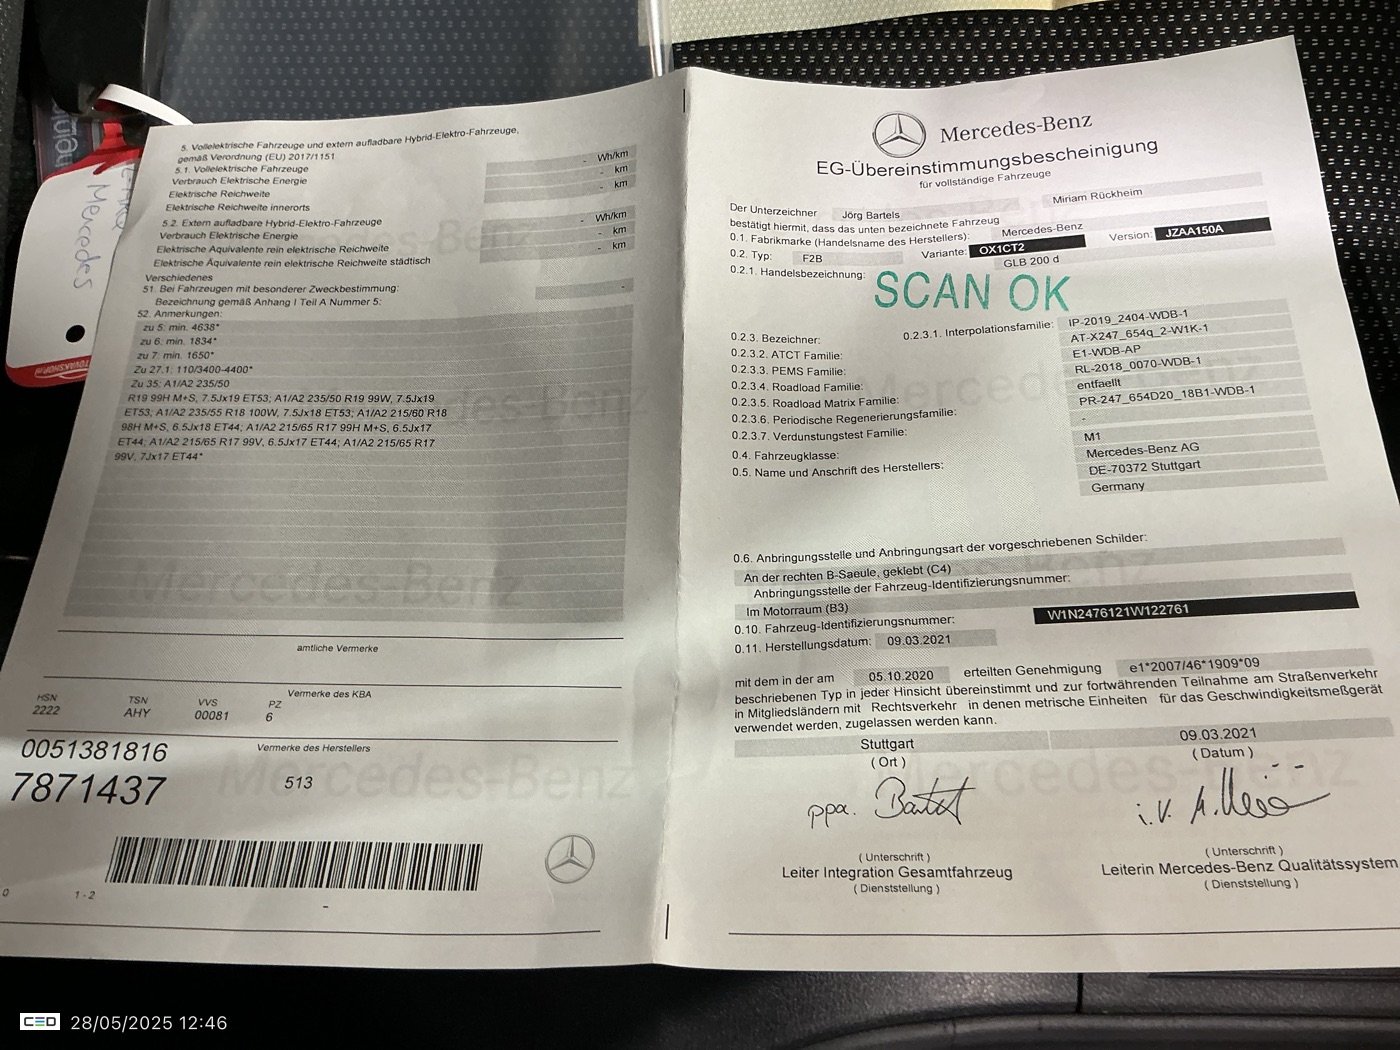 5. Vollelektrische Fahrzeuge und extern aufladbare Hybrid-Elektro-Fahrzeuge,
gemäß Verordnung (EU) 2017/1151
5.1. Vollelektrische Fahrzeuge
Verbrauch Elektrische Energie - Wh/km
Elektrische Reichweite - km
Elektrische Reichweite innerorts - km
5.2. Extern aufladbare Hybrid-Elektro-Fahrzeuge
Verbrauch Elektrische Energie - Wh/km
Elektrische Äquivalente rein elektrische Reichweite - km
Elektrische Äquivalente rein elektrische Reichweite städtisch - km
Verschiedenes
51. Bei Fahrzeugen mit besonderer Zweckbestimmung:
Bezeichnung gemäß Anhang I Teil A Nummer 5: -
52. Anmerkungen:
zu 5: min. 4638*
zu 6: min. 1834*
zu 7: min. 1650*
Zu 27.1: 110/3400-4400*
Zu 35: A1/A2 235/50
R19 99H M+S, 7.5Jx19 ET53; A1/A2 235/50 R19 99W, 7.5Jx19
ET53; A1/A2 235/55 R18 100W, 7.5Jx18 ET53; A1/A2 215/60 R18
98H M+S, 6.5Jx18 ET44; A1/A2 215/65 R17 99H M+S, 6.5Jx17
ET44; A1/A2 215/65 R17 99V, 6.5Jx17 ET44; A1/A2 215/65 R17
99V, 7Jx17 ET44*
amtliche Vermerke
Vermerke des KBA
HSN TSN VVS PZ
2222 AHY 00081 6
0051381816 Vermerke des Herstellers
7871437 513
0 1-2
-
Mercedes
Mercedes-Benz
EG-Übereinstimmungsbescheinigung
für vollständige Fahrzeuge
Der Unterzeichner Jörg Bartels Miriam Rückheim
bestätigt hiermit, dass das unten bezeichnete Fahrzeug
0.1. Fabrikmarke (Handelsname des Herstellers): Mercedes-Benz
0.2. Typ: F2B Variante: OX1CT2 Version: JZAA150A
0.2.1. Handelsbezeichnung: GLB 200 d
SCAN OK
0.2.3. Bezeichner: 0.2.3.1. Interpolationsfamilie: IP-2019_2404-WDB-1
0.2.3.2. ATCT Familie: AT-X247_654q_2-W1K-1
0.2.3.3. PEMS Familie: E1-WDB-AP
0.2.3.4. Roadload Familie: RL-2018_0070-WDB-1
0.2.3.5. Roadload Matrix Familie: entfaellt
0.2.3.6. Periodische Regenerierungsfamilie: PR-247_654D20_18B1-WDB-1
0.2.3.7. Verdunstungstest Familie: -
0.4. Fahrzeugklasse: M1
0.5. Name und Anschrift des Herstellers: Mercedes-Benz AG
DE-70372 Stuttgart
Germany
0.6. Anbringungsstelle und Anbringungsart der vorgeschriebenen Schilder:
An der rechten B-Saeule, geklebt (C4)
Anbringungsstelle der Fahrzeug-Identifizierungsnummer:
Im Motorraum (B3)
0.10. Fahrzeug-Identifizierungsnummer: W1N2476121W122761
0.11. Herstellungsdatum: 09.03.2021
mit dem in der am 05.10.2020 erteilten Genehmigung e1*2007/46*1909*09
beschriebenen Typ in jeder Hinsicht übereinstimmt und zur fortwährenden Teilnahme am Straßenverkehr
in Mitgliedsländern mit Rechtsverkehr in denen metrische Einheiten für das Geschwindigkeitsmeßgerät
verwendet werden, zugelassen werden kann.
Stuttgart 09.03.2021
( Ort ) ( Datum )
ppa. i.V.
( Unterschrift ) ( Unterschrift )
Leiter Integration Gesamtfahrzeug Leiterin Mercedes-Benz Qualitätssystem
( Dienststellung ) ( Dienststellung )
CED 28/05/2025 12:46